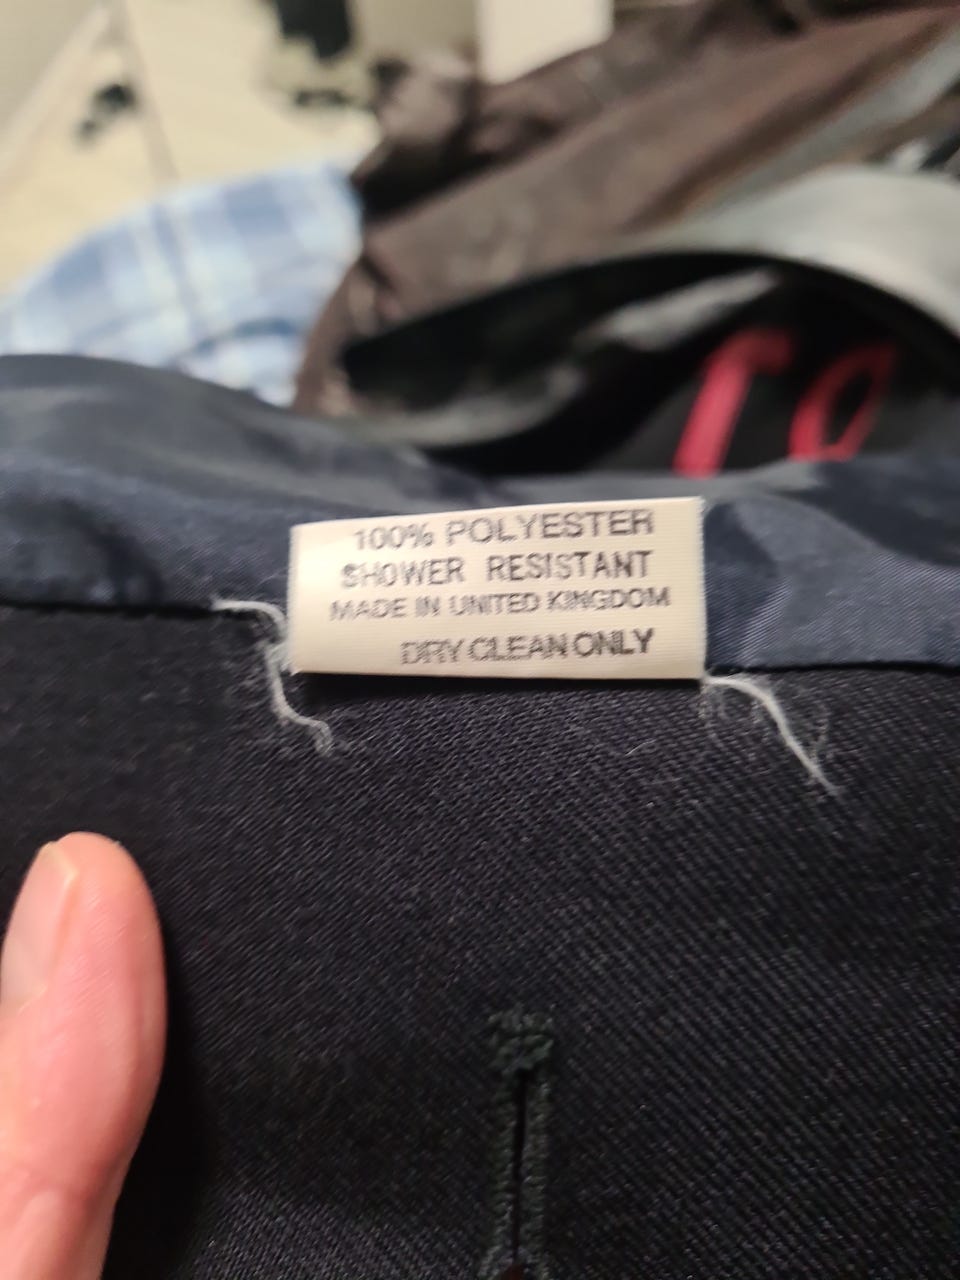 100% POLYESTER
SHOWER RESISTANT
MADE IN UNITED KINGDOM
DRY CLEAN ONLY